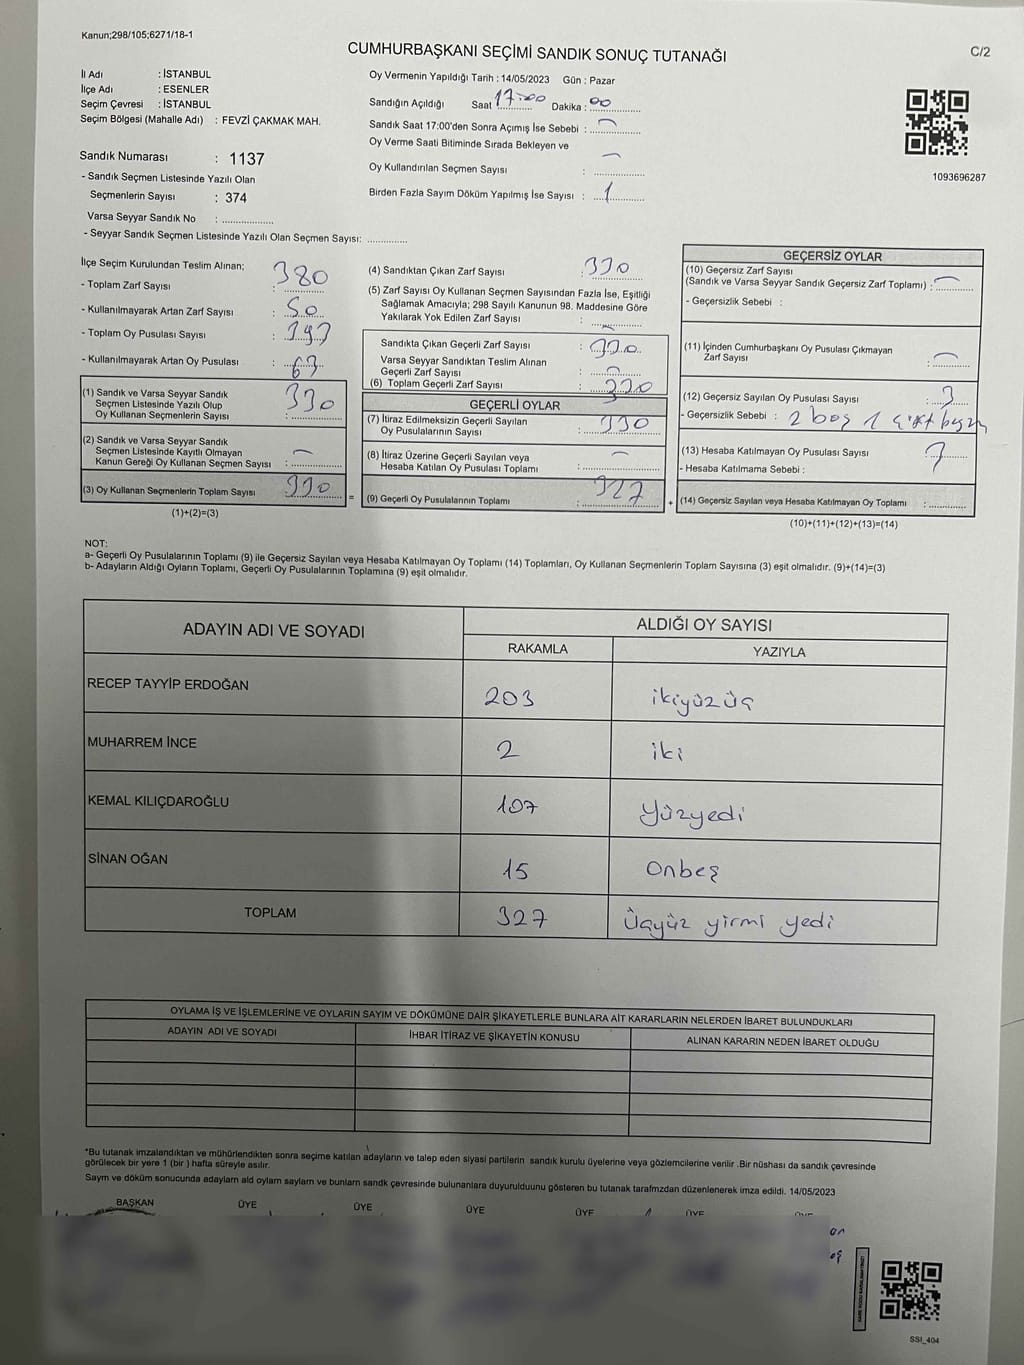 Kanun;298/105;6271/18-1
CUMHURBAŞKANI SEÇİMİ SANDIK SONUÇ TUTANAĞI
C/2
İl Adı : İSTANBUL
İlçe Adı : ESENLER
Seçim Çevresi : İSTANBUL
Seçim Bölgesi (Mahalle Adı) : FEVZİ ÇAKMAK MAH.
Sandık Numarası : 1137
- Sandık Seçmen Listesinde Yazılı Olan
Seçmenlerin Sayısı : 374
Varsa Seyyar Sandık No : ..............
- Seyyar Sandık Seçmen Listesinde Yazılı Olan Seçmen Sayısı: ..............
Oy Vermenin Yapıldığı Tarih : 14/05/2023 Gün : Pazar
Sandığın Açıldığı Saat 17:00 Dakika : 00
Sandık Saat 17:00'den Sonra Açımış İse Sebebi : —
Oy Verme Saati Bitiminde Sırada Bekleyen ve
Oy Kullandırılan Seçmen Sayısı : —
Birden Fazla Sayım Döküm Yapılmış İse Sayısı : 1
1093696287
İlçe Seçim Kurulundan Teslim Alınan;
- Toplam Zarf Sayısı : 380
- Kullanılmayarak Artan Zarf Sayısı : 50
- Toplam Oy Pusulası Sayısı : 393
- Kullanılmayarak Artan Oy Pusulası : 63
(1) Sandık ve Varsa Seyyar Sandık
Seçmen Listesinde Yazılı Olup
Oy Kullanan Seçmenlerin Sayısı : 330
(2) Sandık ve Varsa Seyyar Sandık
Seçmen Listesinde Kayıtlı Olmayan
Kanun Gereği Oy Kullanan Seçmen Sayısı : —
(3) Oy Kullanan Seçmenlerin Toplam Sayısı : 330
(1)+(2)=(3)
=
(4) Sandıktan Çıkan Zarf Sayısı : 330
(5) Zarf Sayısı Oy Kullanan Seçmen Sayısından Fazla İse, Eşitliği
Sağlamak Amacıyla; 298 Sayılı Kanunun 98. Maddesine Göre
Yakılarak Yok Edilen Zarf Sayısı : —
Sandıkta Çıkan Geçerli Zarf Sayısı : 330
Varsa Seyyar Sandıktan Teslim Alınan
Geçerli Zarf Sayısı : —
(6) Toplam Geçerli Zarf Sayısı : 330
GEÇERLİ OYLAR
(7) İtiraz Edilmeksizin Geçerli Sayılan
Oy Pusulalarının Sayısı : 330
(8) İtiraz Üzerine Geçerli Sayılan veya
Hesaba Katılan Oy Pusulası Toplamı : —
(9) Geçerli Oy Pusulalarının Toplamı : 327
+
GEÇERSİZ OYLAR
(10) Geçersiz Zarf Sayısı
(Sandık ve Varsa Seyyar Sandık Geçersiz Zarf Toplamı) : —
- Geçersizlik Sebebi :
(11) İçinden Cumhurbaşkanı Oy Pusulası Çıkmayan
Zarf Sayısı : —
(12) Geçersiz Sayılan Oy Pusulası Sayısı : 3
- Geçersizlik Sebebi : 2 boş 1 çift
(13) Hesaba Katılmayan Oy Pusulası Sayısı : 3
- Hesaba Katılmama Sebebi :
(14) Geçersiz Sayılan veya Hesaba Katılmayan Oy Toplamı : ..............
(10)+(11)+(12)+(13)=(14)
NOT:
a- Geçerli Oy Pusulalarının Toplamı (9) ile Geçersiz Sayılan veya Hesaba Katılmayan Oy Toplamı (14) Toplamları, Oy Kullanan Seçmenlerin Toplam Sayısına (3) eşit olmalıdır. (9)+(14)=(3)
b- Adayların Aldığı Oyların Toplamı, Geçerli Oy Pusulalarının Toplamına (9) eşit olmalıdır.
ADAYIN ADI VE SOYADI
ALDIĞI OY SAYISI
RAKAMLA YAZIYLA
RECEP TAYYİP ERDOĞAN 203 ikiyüzüç
MUHARREM İNCE 2 iki
KEMAL KILIÇDAROĞLU 107 Yüzyedi
SİNAN OĞAN 15 Onbeş
TOPLAM 327 Üçyüz yirmi yedi
OYLAMA İŞ VE İŞLEMLERİNE VE OYLARIN SAYIM VE DÖKÜMÜNE DAİR ŞİKAYETLERLE BUNLARA AİT KARARLARIN NELERDEN İBARET BULUNDUKLARI
ADAYIN ADI VE SOYADI İHBAR İTİRAZ VE ŞİKAYETİN KONUSU ALINAN KARARIN NEDEN İBARET OLDUĞU
*Bu tutanak imzalandıktan ve mühürlendikten sonra seçime katılan adayların ve talep eden siyasi partilerin sandık kurulu üyelerine veya gözlemcilerine verilir .Bir nüshası da sandık çevresinde
görülecek bir yere 1 (bir ) hafta süreyle asılır.
Sayım ve döküm sonucunda adayların ald oyların sayların ve bunların sandk çevresinde bulunanlara duyurulduunu gösteren bu tutanak tarafmzdan düzenlenerek imza edildi. 14/05/2023
BAŞKAN ÜYE ÜYE ÜYE ÜYE ÜYE ÜYE
SSİ_404